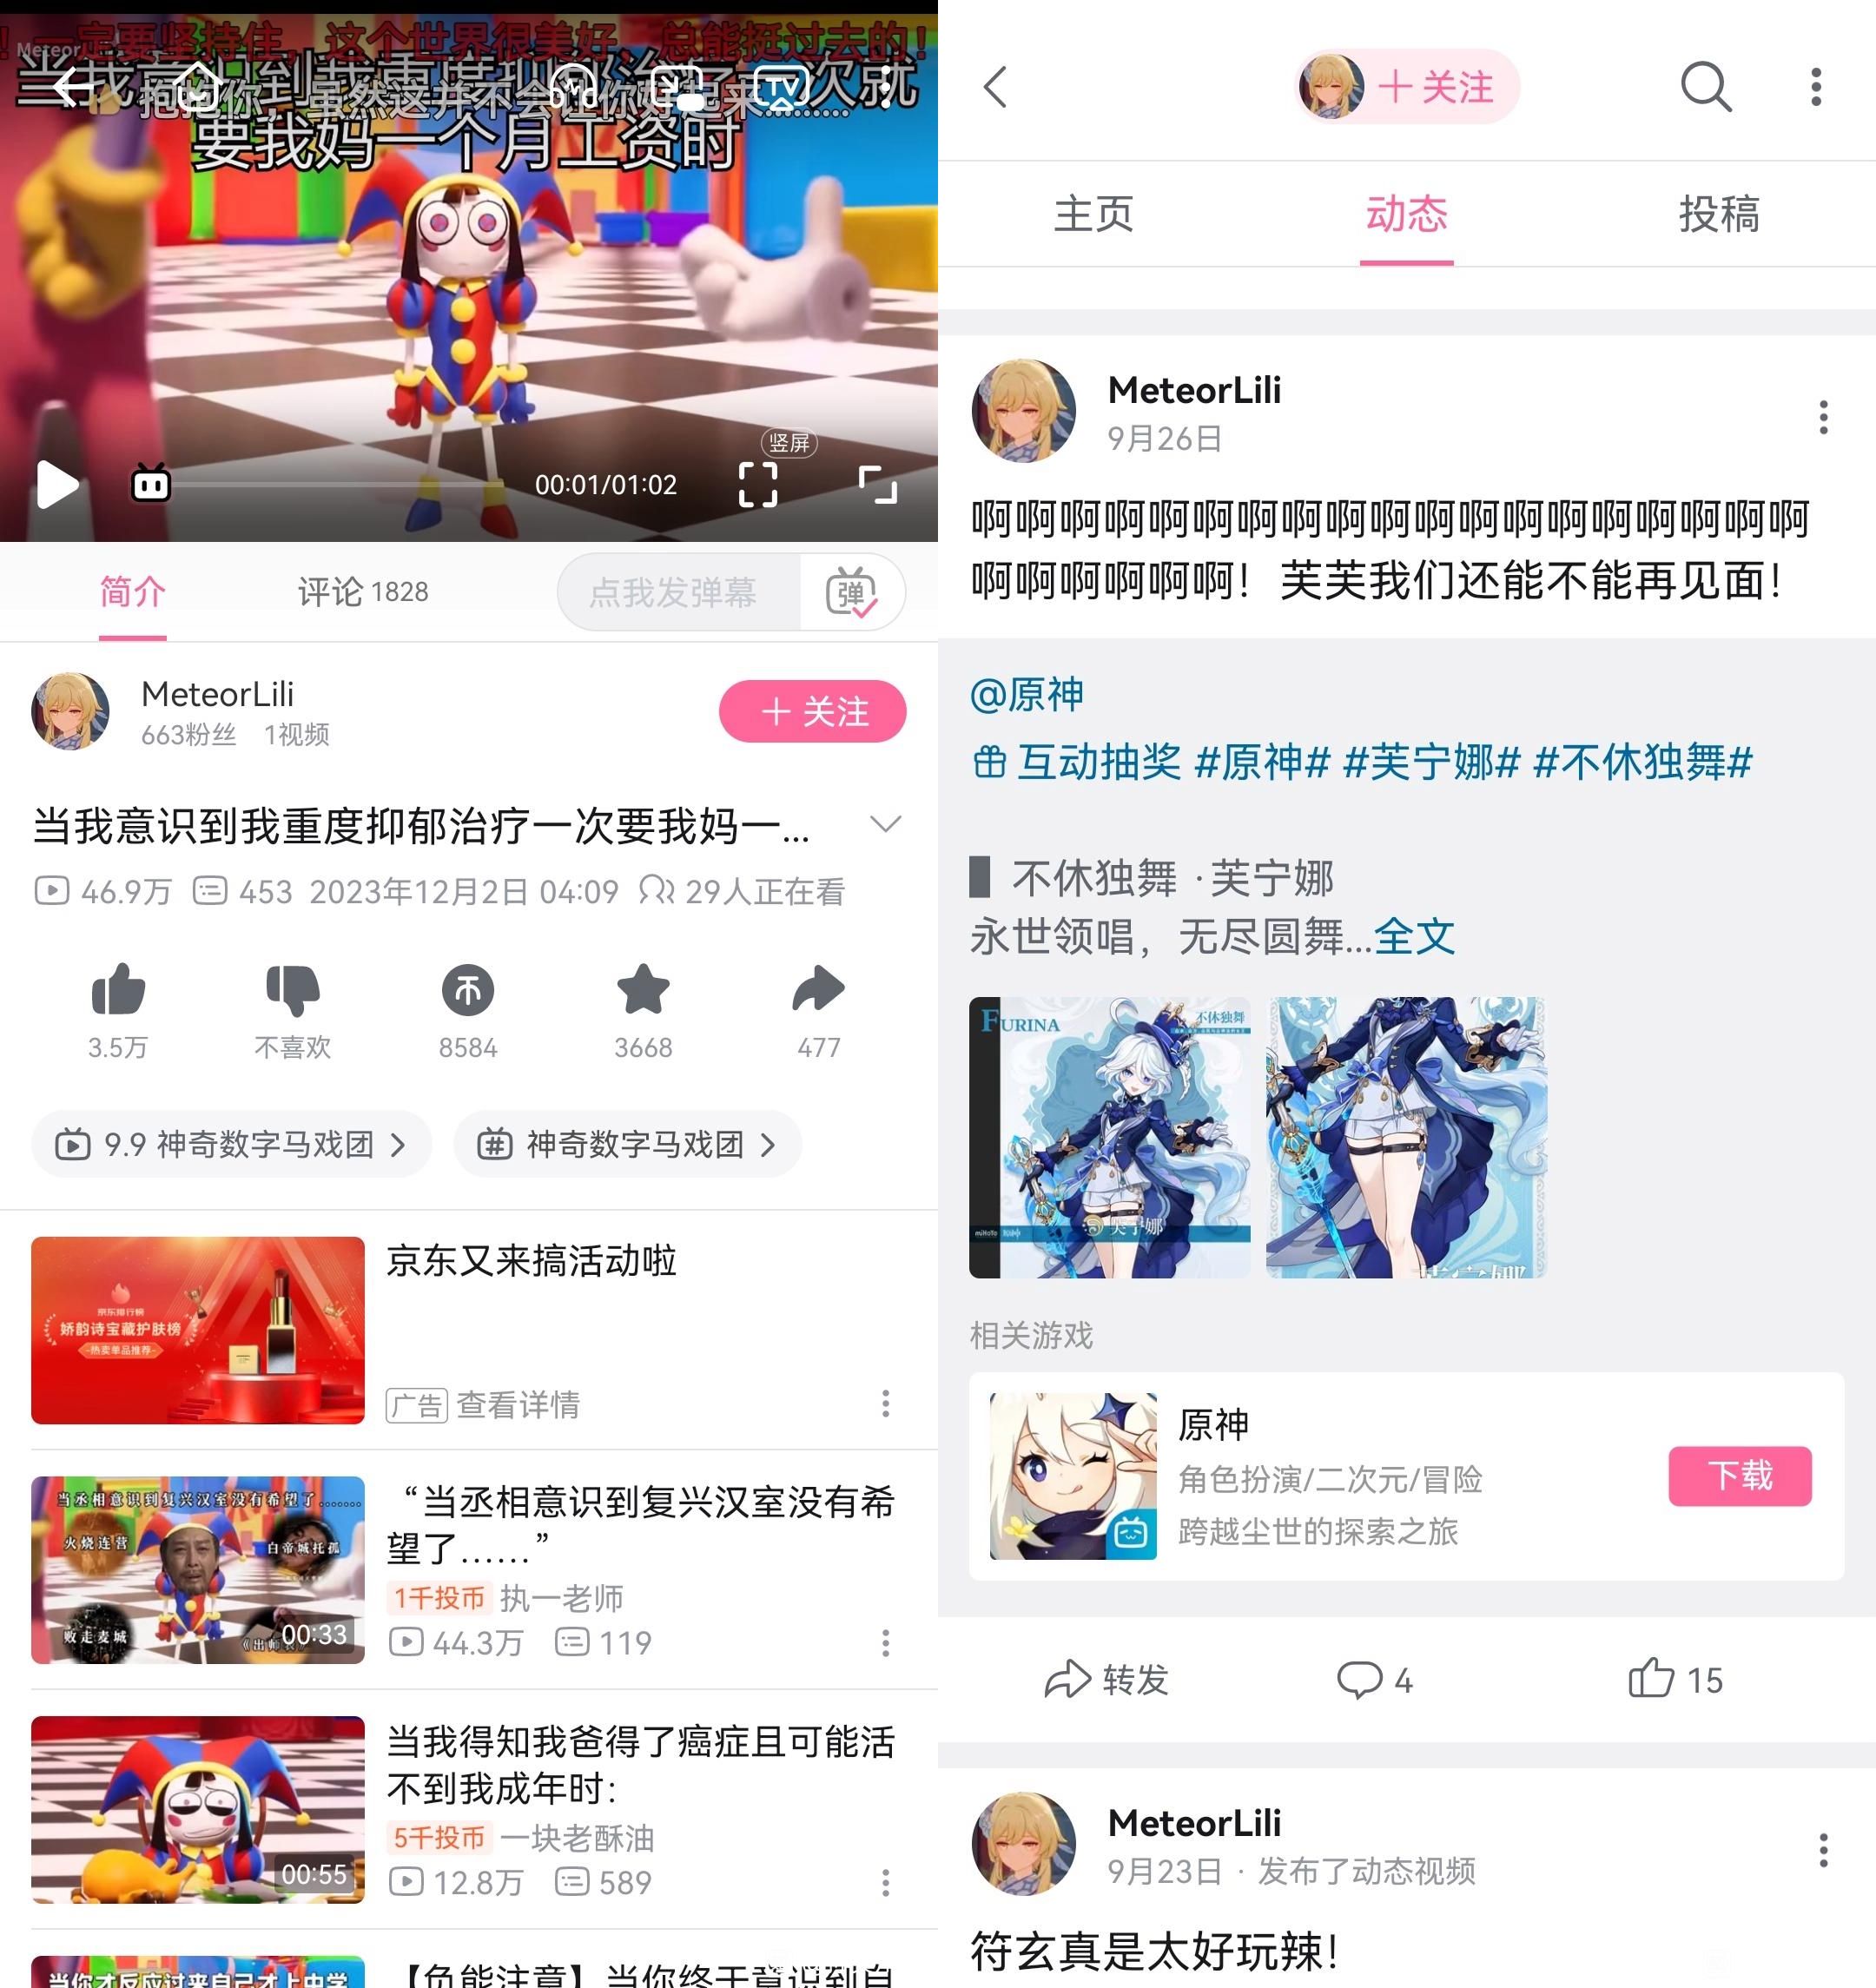 ！一定要坚持住，这个世界很美好，总能挺过去的！
MeteorLili
当我意识到我重度抑郁治疗一次就
抱抱你，虽然这并不会让你好起来………
要我妈一个月工资时
竖屏
00:01/01:02
简介
评论 1828
点我发弹幕
弹
MeteorLili
663粉丝 1视频
＋ 关注
当我意识到我重度抑郁治疗一次要我妈一...
46.9万 453 2023年12月2日 04:09 29人正在看
3.5万 不喜欢 8584 3668 477
9.9 神奇数字马戏团
神奇数字马戏团
京东排行榜
娇韵诗宝藏护肤榜
-热卖单品推荐-
京东又来搞活动啦
广告 查看详情
当丞相意识到复兴汉室没有希望了.......
火烧连营
白帝城托孤
败走麦城
00:33
“当丞相意识到复兴汉室没有希
望了……”
1千投币 执一老师
44.3万 119
00:55
当我得知我爸得了癌症且可能活
不到我成年时：
5千投币 一块老酥油
12.8万 589
当你才反应过来自己才上中学
【负能注意】当你终于意识到自
＋ 关注
主页 动态 投稿
MeteorLili
9月26日
啊啊啊啊啊啊啊啊啊啊啊啊啊啊啊啊啊啊啊
啊啊啊啊啊啊！芙芙我们还能不能再见面！
@原神
互动抽奖 #原神# #芙宁娜# #不休独舞#
▌不休独舞 ·芙宁娜
永世领唱，无尽圆舞...全文
FURINA
不休独舞
miHoYo 原神
芙宁娜
芙宁娜
相关游戏
原神
角色扮演/二次元/冒险
跨越尘世的探索之旅
下载
转发 4 15
MeteorLili
9月23日 · 发布了动态视频
符玄真是太好玩辣！